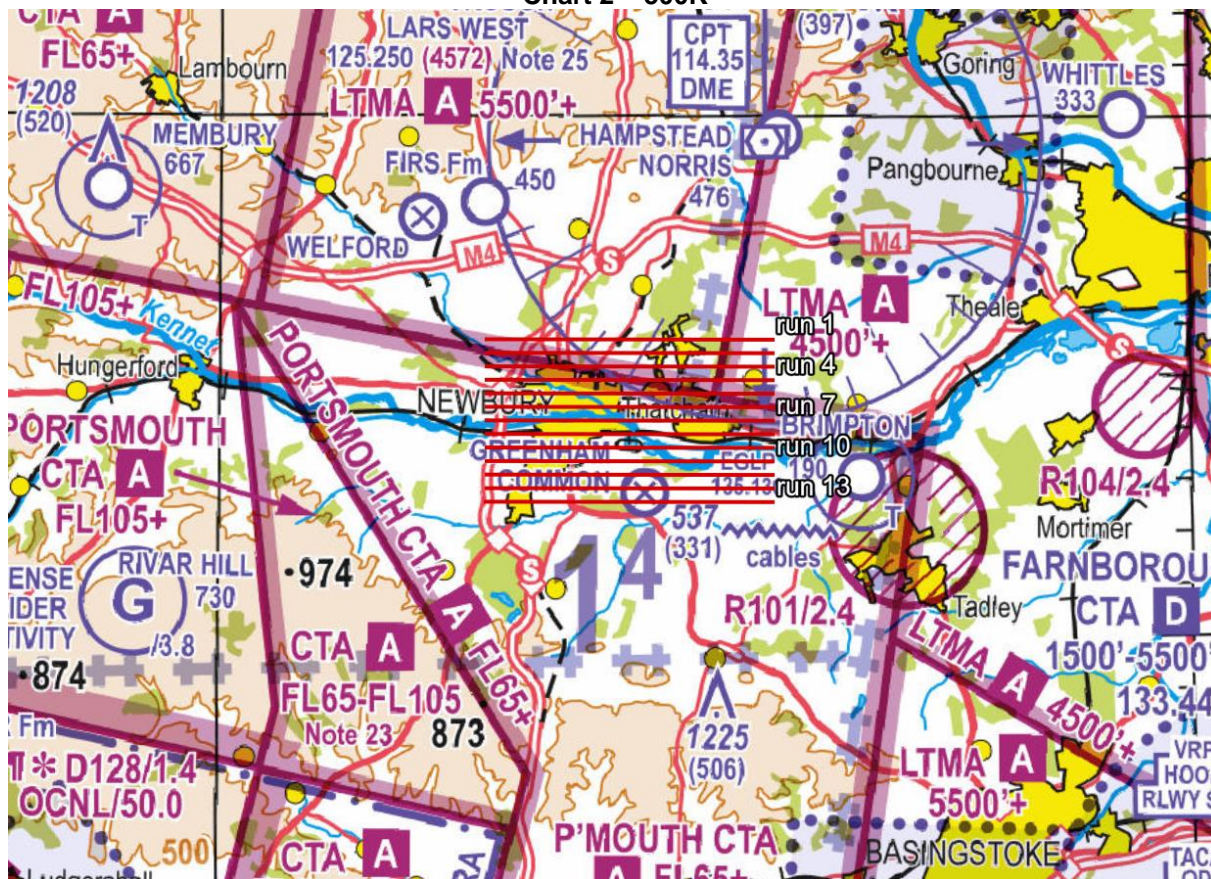 CTA A
FL65+
Lambourn
1208
(520)
MEMBURY
667
T
LARS WEST
125.250 (4572) Note 25
LTMA A 5500'+
FIRS Fm
450
WELFORD
HAMPSTEAD
NORRIS
476
CPT
114.35
DME
(397)
Goring
WHITTLES
333
Pangbourne
M4
S
M4
LTMA A
4500'+
Theale
S
FL105+
Kennet
Hungerford
PORTSMOUTH CTA A FL65+
run 1
run 4
run 7
run 10
run 13
NEWBURY
Thatcham
BRIMPTON
GREENHAM
COMMON
EGLP
190
135.130
T
537
(331)
cables
PORTSMOUTH
CTA A
FL105+
R104/2.4
Mortimer
974
RIVAR HILL
730
G
/3.8
874
CTA A
FL65-FL105
Note 23
873
S
14
R101/2.4
Tadley
FARNBOROU
CTA D
1500'-5500'
133.44
LTMA A 4500'+
1225
(506)
LTMA A
5500'+
VRP
HOO
RLWY S
Fm
D128/1.4
OCNL/50.0
500
CTA A
P'MOUTH CTA
A FL65+
BASINGSTOKE
TACA